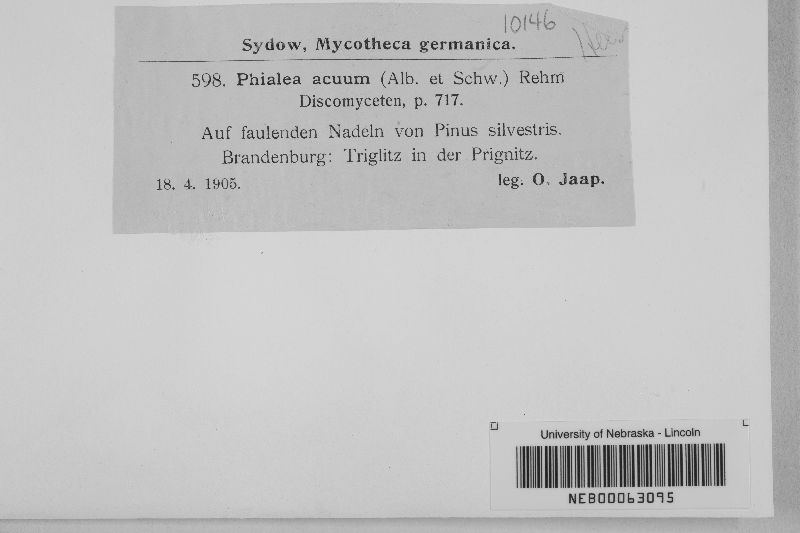 10146
Sydow, Mycotheca germanica.
598. Phialea acuum (Alb. et Schw.) Rehm
Discomyceten, p. 717.
Auf faulenden Nadeln von Pinus silvestris.
Brandenburg: Triglitz in der Prignitz.
18. 4. 1905. leg. O. Jaap.
University of Nebraska - Lincoln
NEB00063095